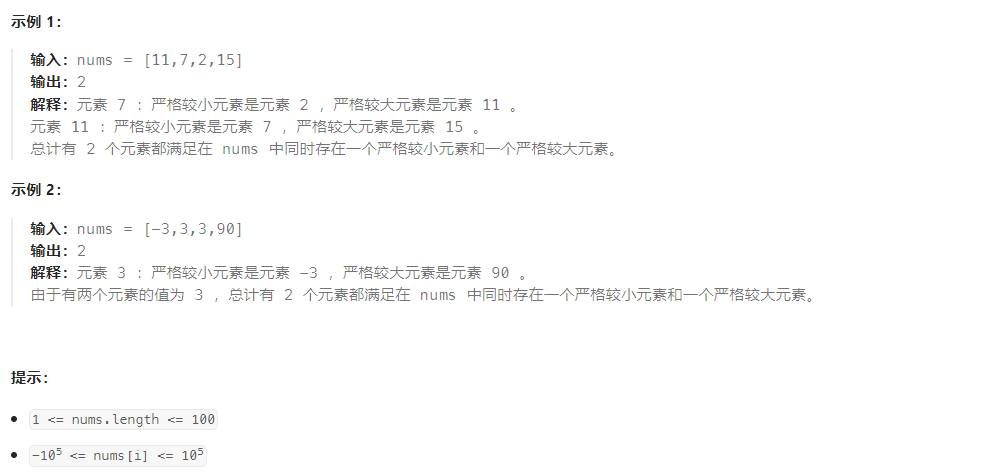 示例 1：
输入：nums = [11,7,2,15]
输出：2
解释：元素 7 ：严格较小元素是元素 2 ，严格较大元素是元素 11 。
元素 11 ：严格较小元素是元素 7 ，严格较大元素是元素 15 。
总计有 2 个元素都满足在 nums 中同时存在一个严格较小元素和一个严格较大元素。
示例 2：
输入：nums = [-3,3,3,90]
输出：2
解释：元素 3 ：严格较小元素是元素 -3 ，严格较大元素是元素 90 。
由于有两个元素的值为 3 ，总计有 2 个元素都满足在 nums 中同时存在一个严格较小元素和一个严格较大元素。
提示：
• 1 <= nums.length <= 100
• -10⁵ <= nums[i] <= 10⁵